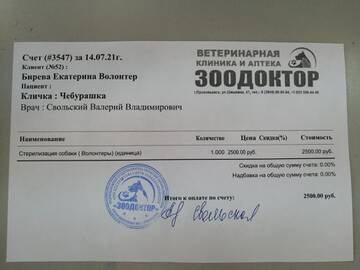 ВЕТЕРИНАРНАЯ
КЛИНИКА И АПТЕКА
ЗООДОКТОР
Счет (#3547) за 14.07.21г.
Клиент (№52) :
Бирева Екатерина Волонтер
Пациент :
Кличка : Чебурашка
Врач : Свольский Валерий Владимирович
Наименование Количество Цена Скидка(%) Стоимость
Стерилизация собаки ( Волонтеры) (единица) 1.000 2500.00 руб. 2500.00 руб.
Скидка на общую сумму счета: 0.00%
Надбавка на общую сумму счета: 0.00%
Итого к оплате по счету: 2500.00 руб.
«ЗООДОКТОР»